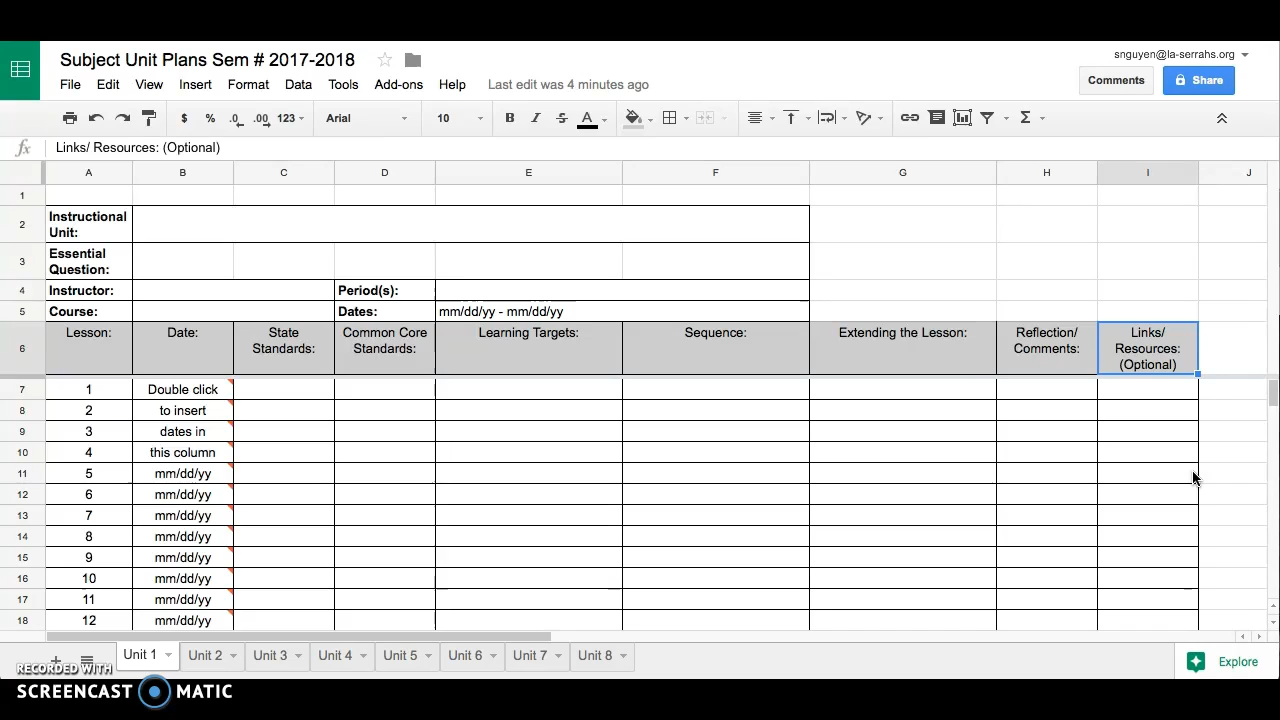 Subject Unit Plans Sem # 2017-2018
snguyen@la-serrahs.org
File Edit View Insert Format Data Tools Add-ons Help Last edit was 4 minutes ago
Comments Share
$ % .0 .00 123 Arial 10 B I S A Σ
fx Links/ Resources: (Optional)
A B C D E F G H I J
1
2 Instructional Unit:
3 Essential Question:
4 Instructor: Period(s):
5 Course: Dates: mm/dd/yy - mm/dd/yy
6 Lesson: Date: State Standards: Common Core Standards: Learning Targets: Sequence: Extending the Lesson: Reflection/ Comments: Links/ Resources: (Optional)
7 1 Double click
8 2 to insert
9 3 dates in
10 4 this column
11 5 mm/dd/yy
12 6 mm/dd/yy
13 7 mm/dd/yy
14 8 mm/dd/yy
15 9 mm/dd/yy
16 10 mm/dd/yy
17 11 mm/dd/yy
18 12 mm/dd/yy
+ Unit 1 Unit 2 Unit 3 Unit 4 Unit 5 Unit 6 Unit 7 Unit 8 Explore
RECORDED WITH
SCREENCAST MATIC